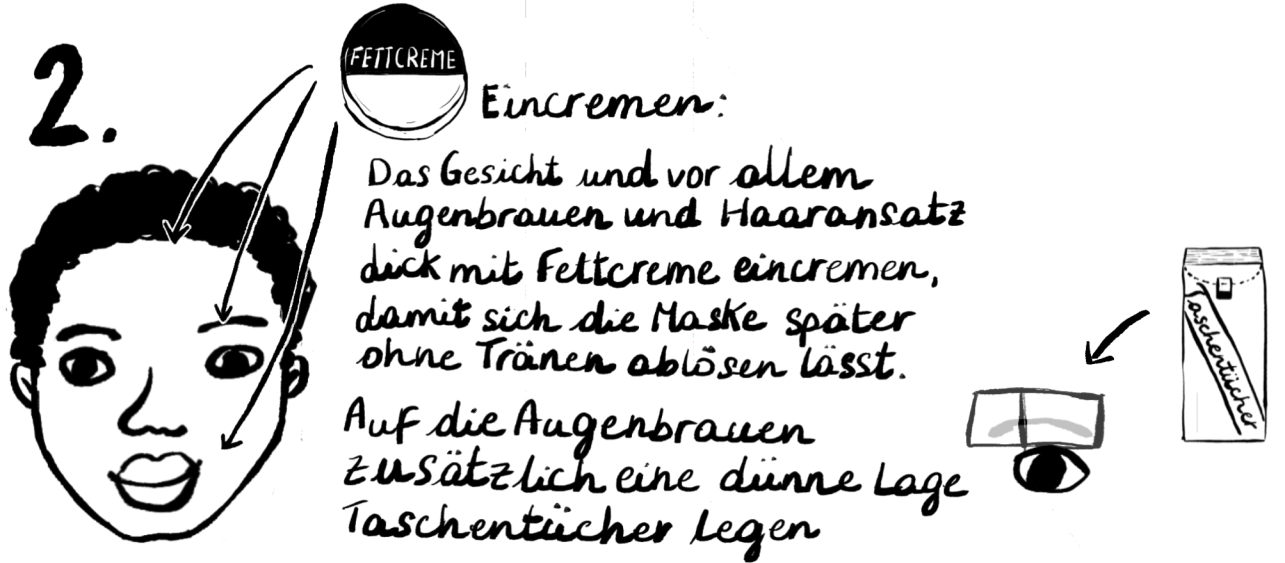 2.
FETTCREME
Eincremen:
Das Gesicht und vor allem
Augenbrauen und Haaransatz
dick mit Fettcreme eincremen,
damit sich die Maske später
ohne Tränen ablösen lässt.
Auf die Augenbrauen
zusätzlich eine dünne Lage
Taschentücher legen
Taschentücher